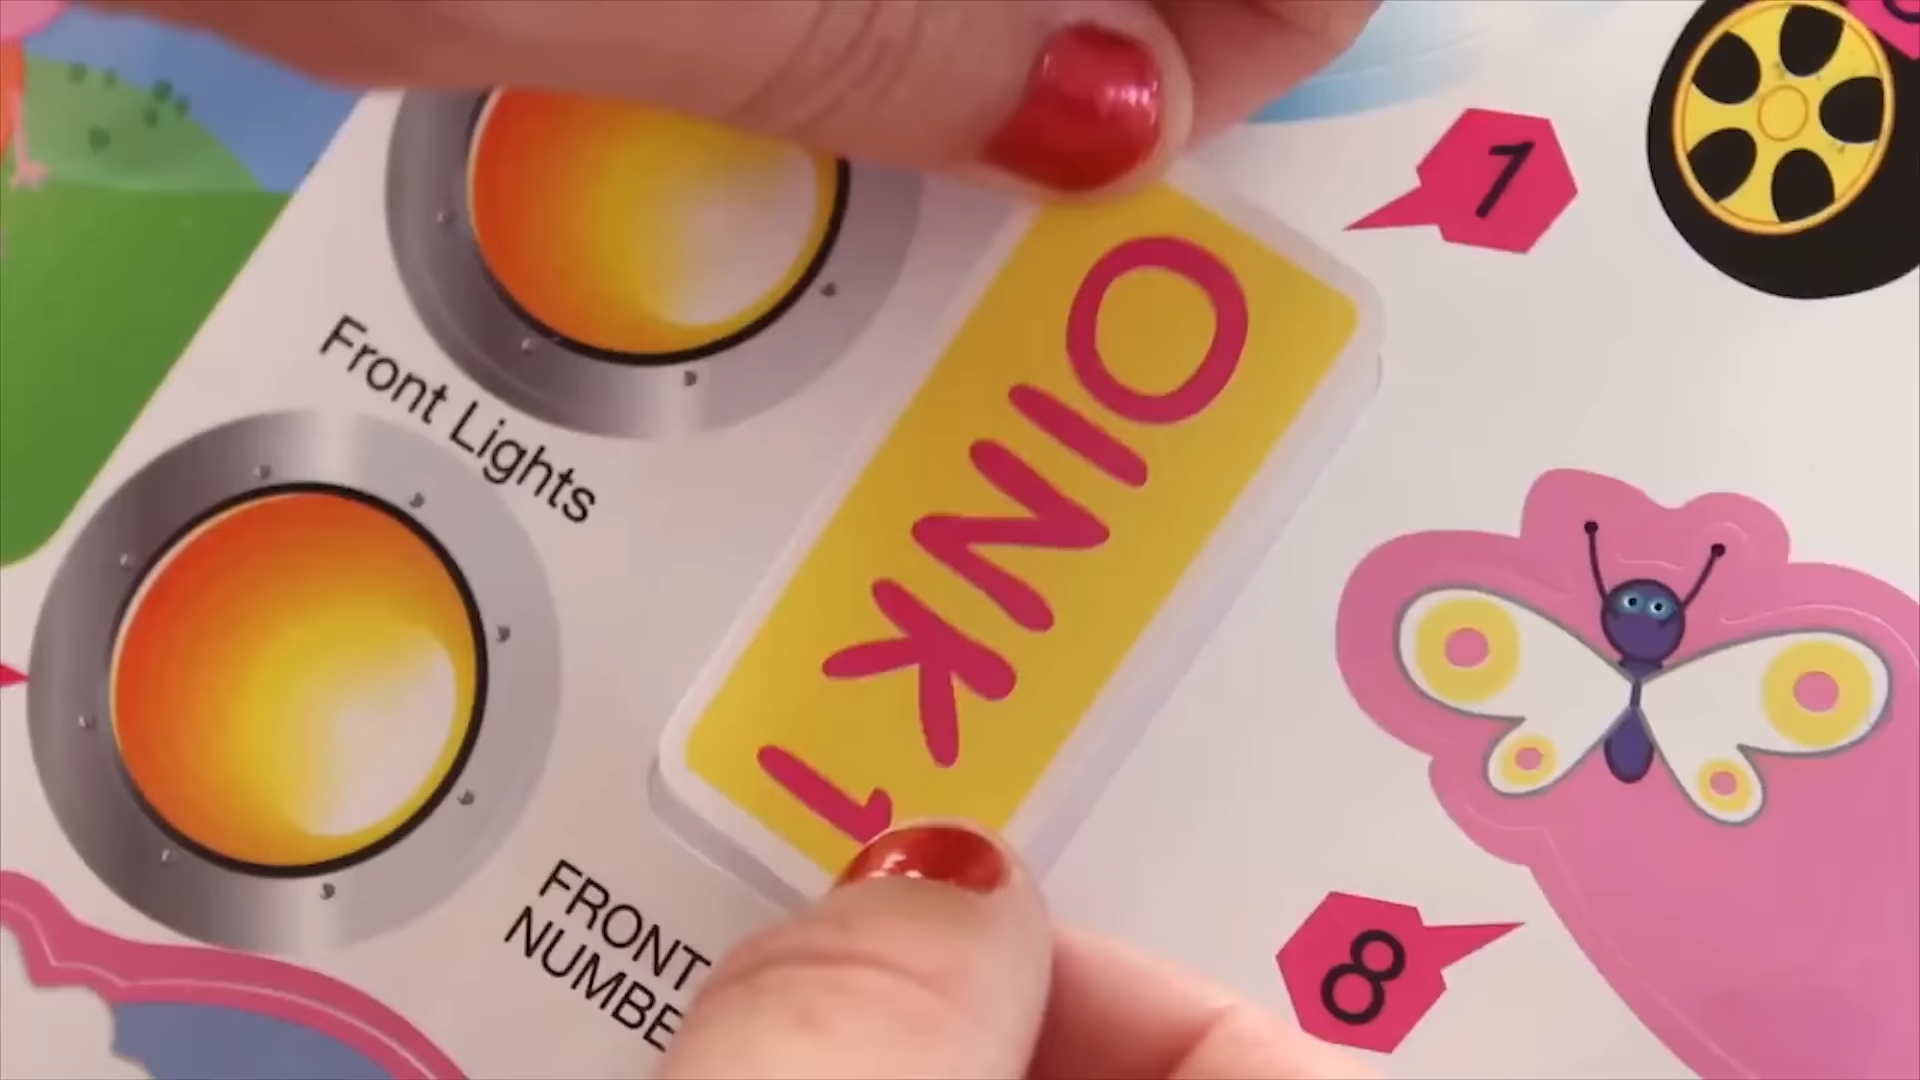 Front Lights
OINK 1
1
FRONT
NUMBE
8